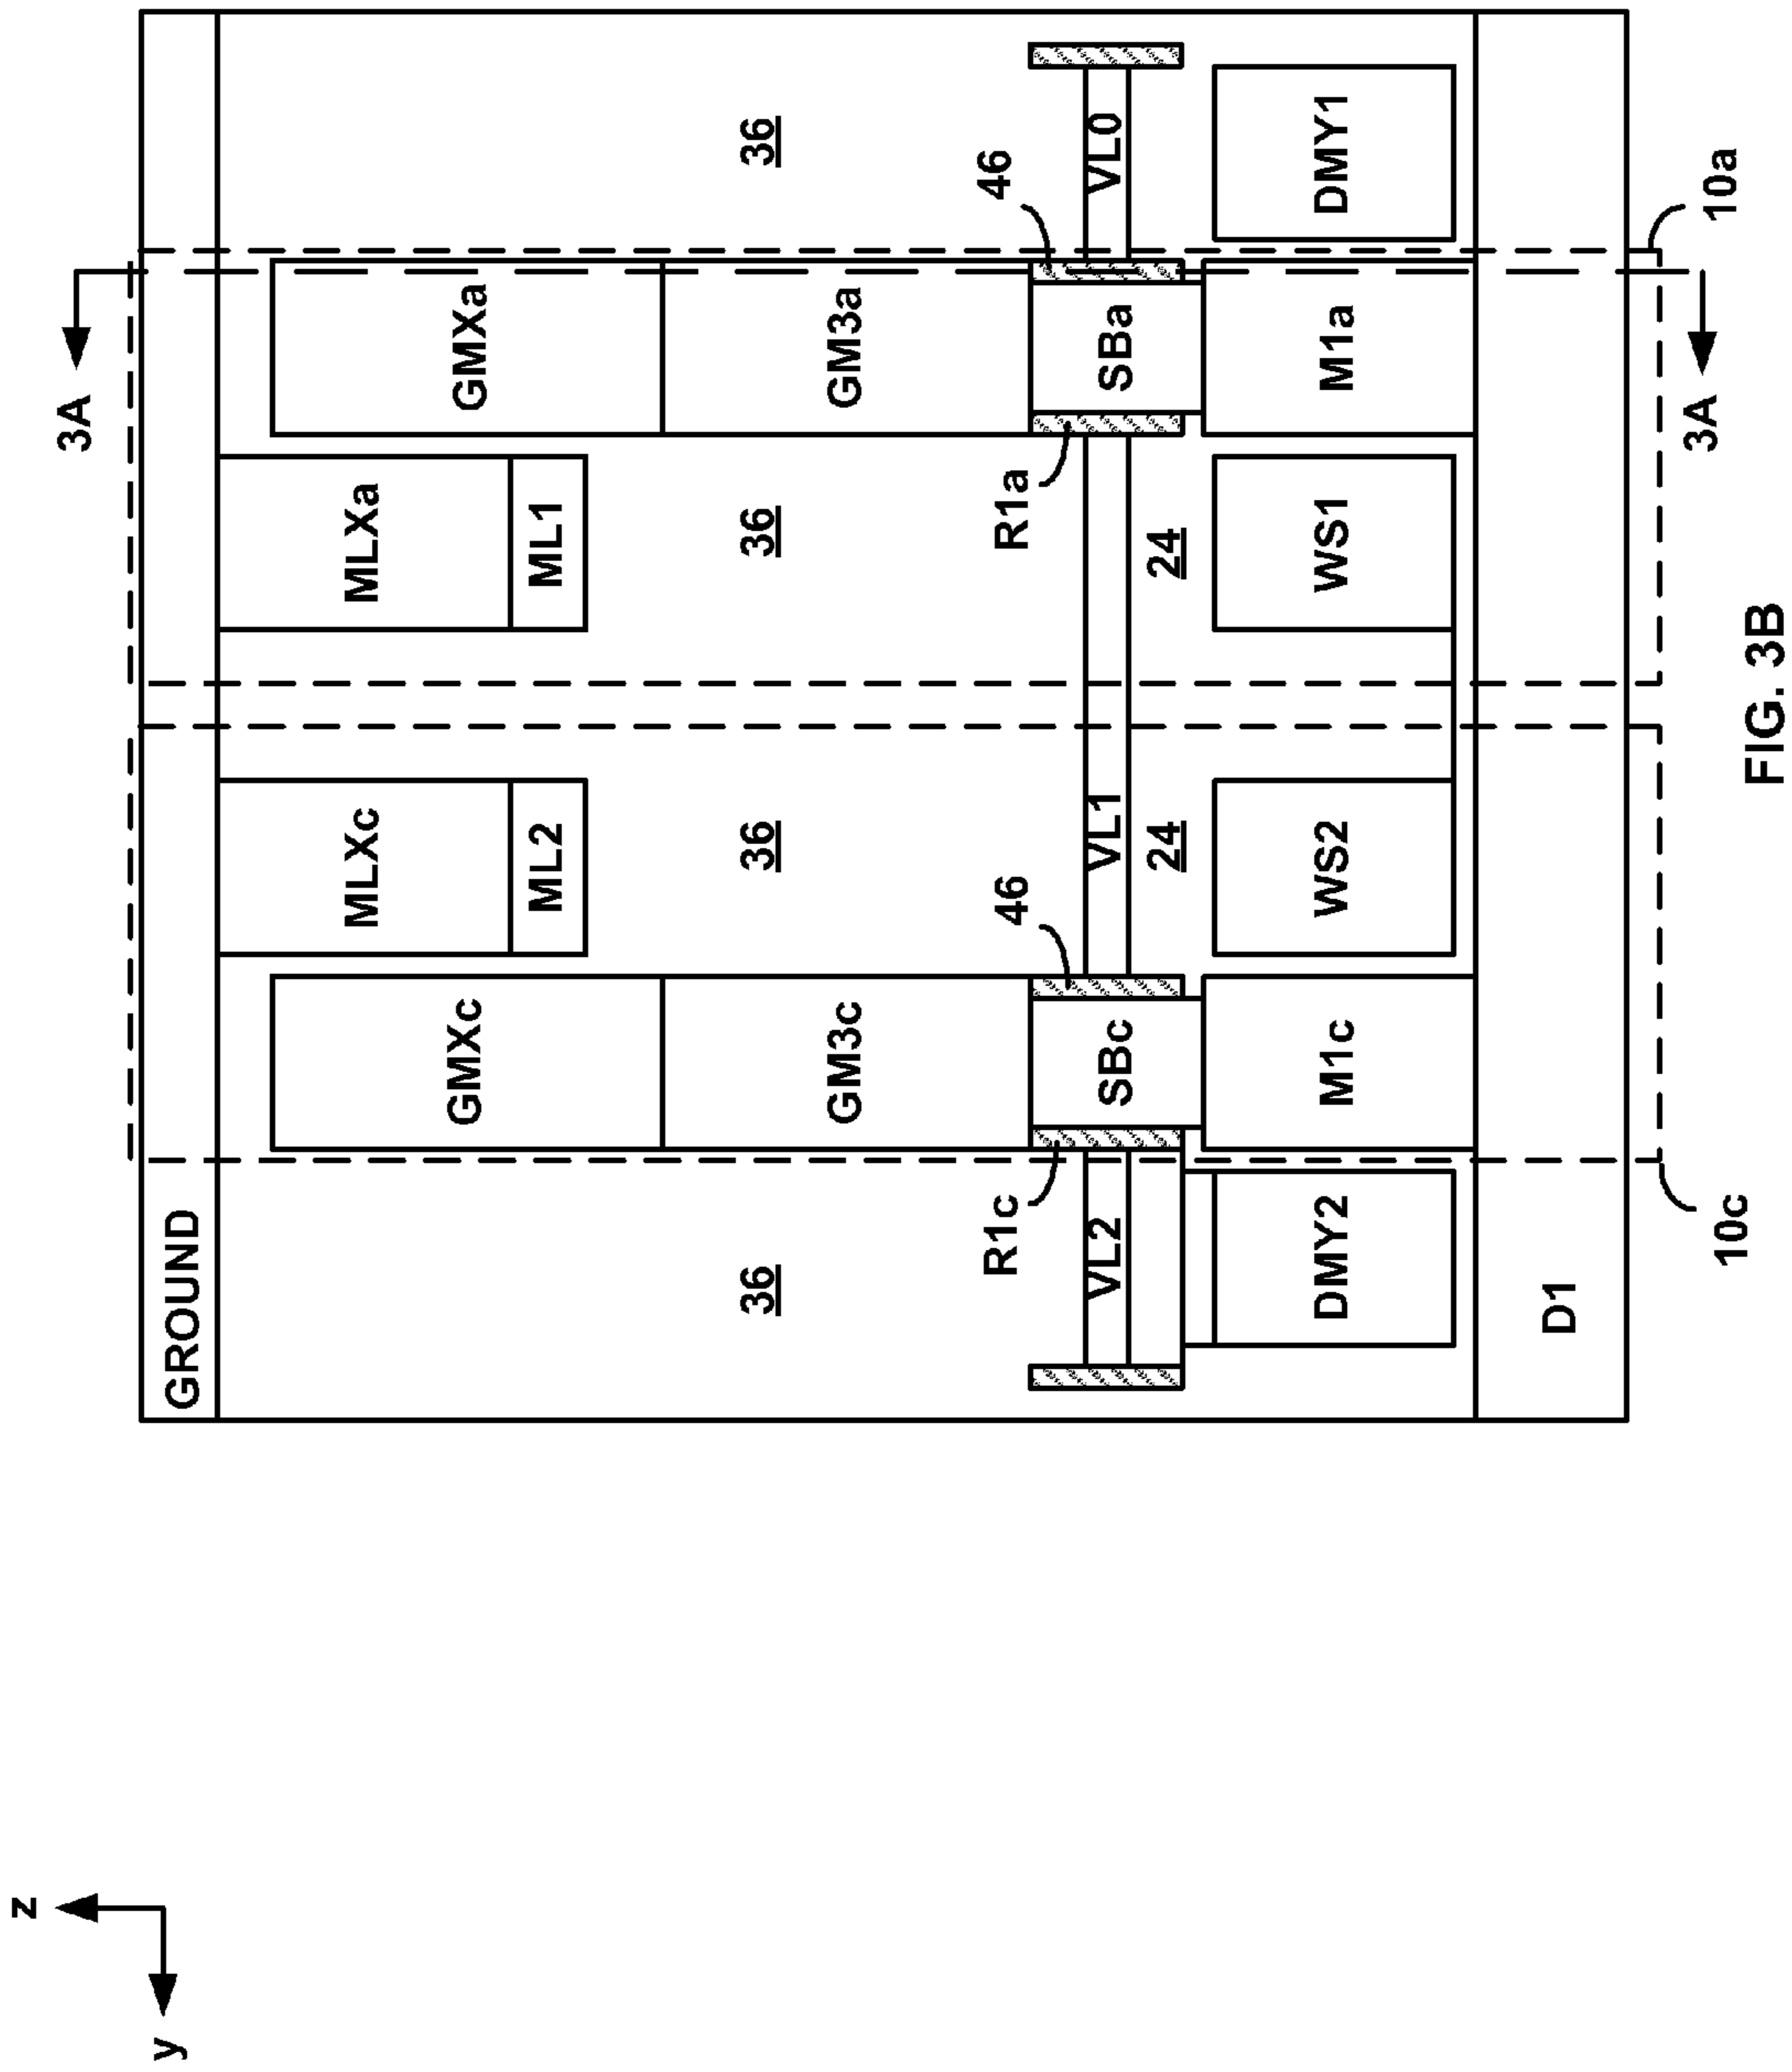 z
y
GROUND
3A
GMXc
MLXc
MLXa
GMXa
ML2
ML1
36
GM3c
36
36
GM3a
36
R1c
46
R1a
46
VL2
SBc
VL1
SBa
VL0
24
24
DMY2
M1c
WS2
WS1
M1a
DMY1
D1
10c
3A
10a
FIG. 3B